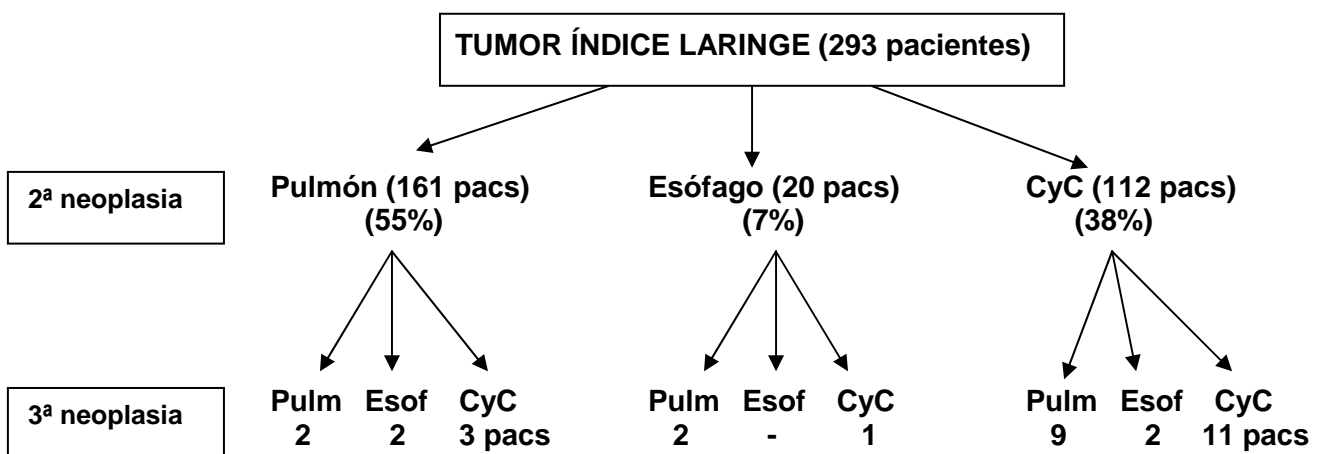 TUMOR ÍNDICE LARINGE (293 pacientes)
2ª neoplasia
Pulmón (161 pacs)
(55%)
Esófago (20 pacs)
(7%)
CyC (112 pacs)
(38%)
3ª neoplasia
Pulm Esof CyC
2 2 3 pacs
Pulm Esof CyC
2 - 1
Pulm Esof CyC
9 2 11 pacs